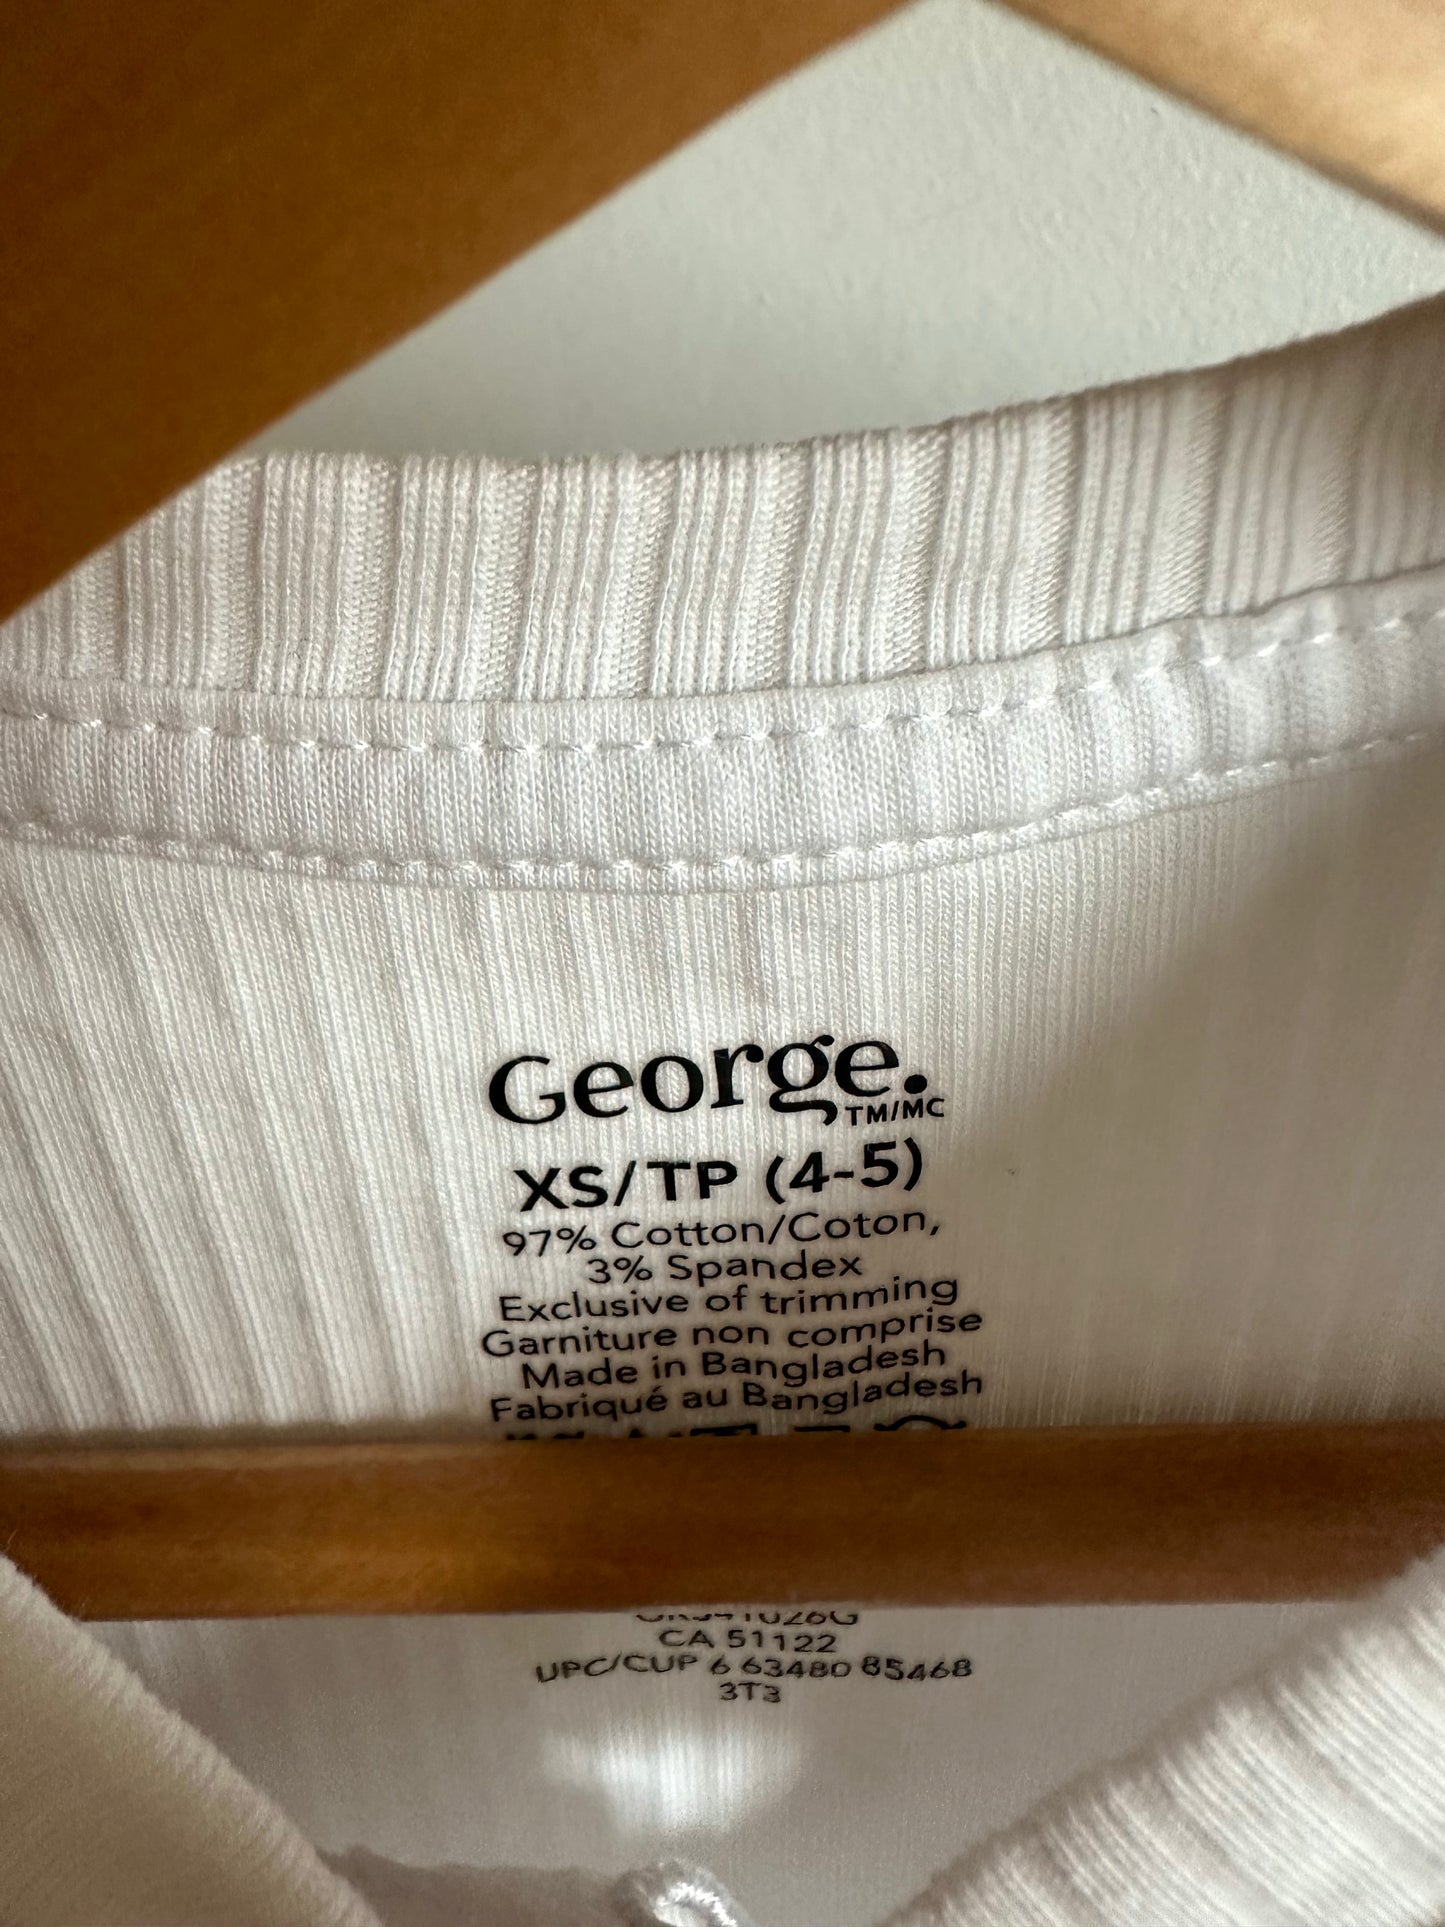 George.
TM/MC
XS/TP (4-5)
97% Cotton/Coton,
3% Spandex
Exclusive of trimming
Garniture non comprise
Made in Bangladesh
Fabriqué au Bangladesh
CA 51122
UPC/CUP 6 63480 85468
3T3